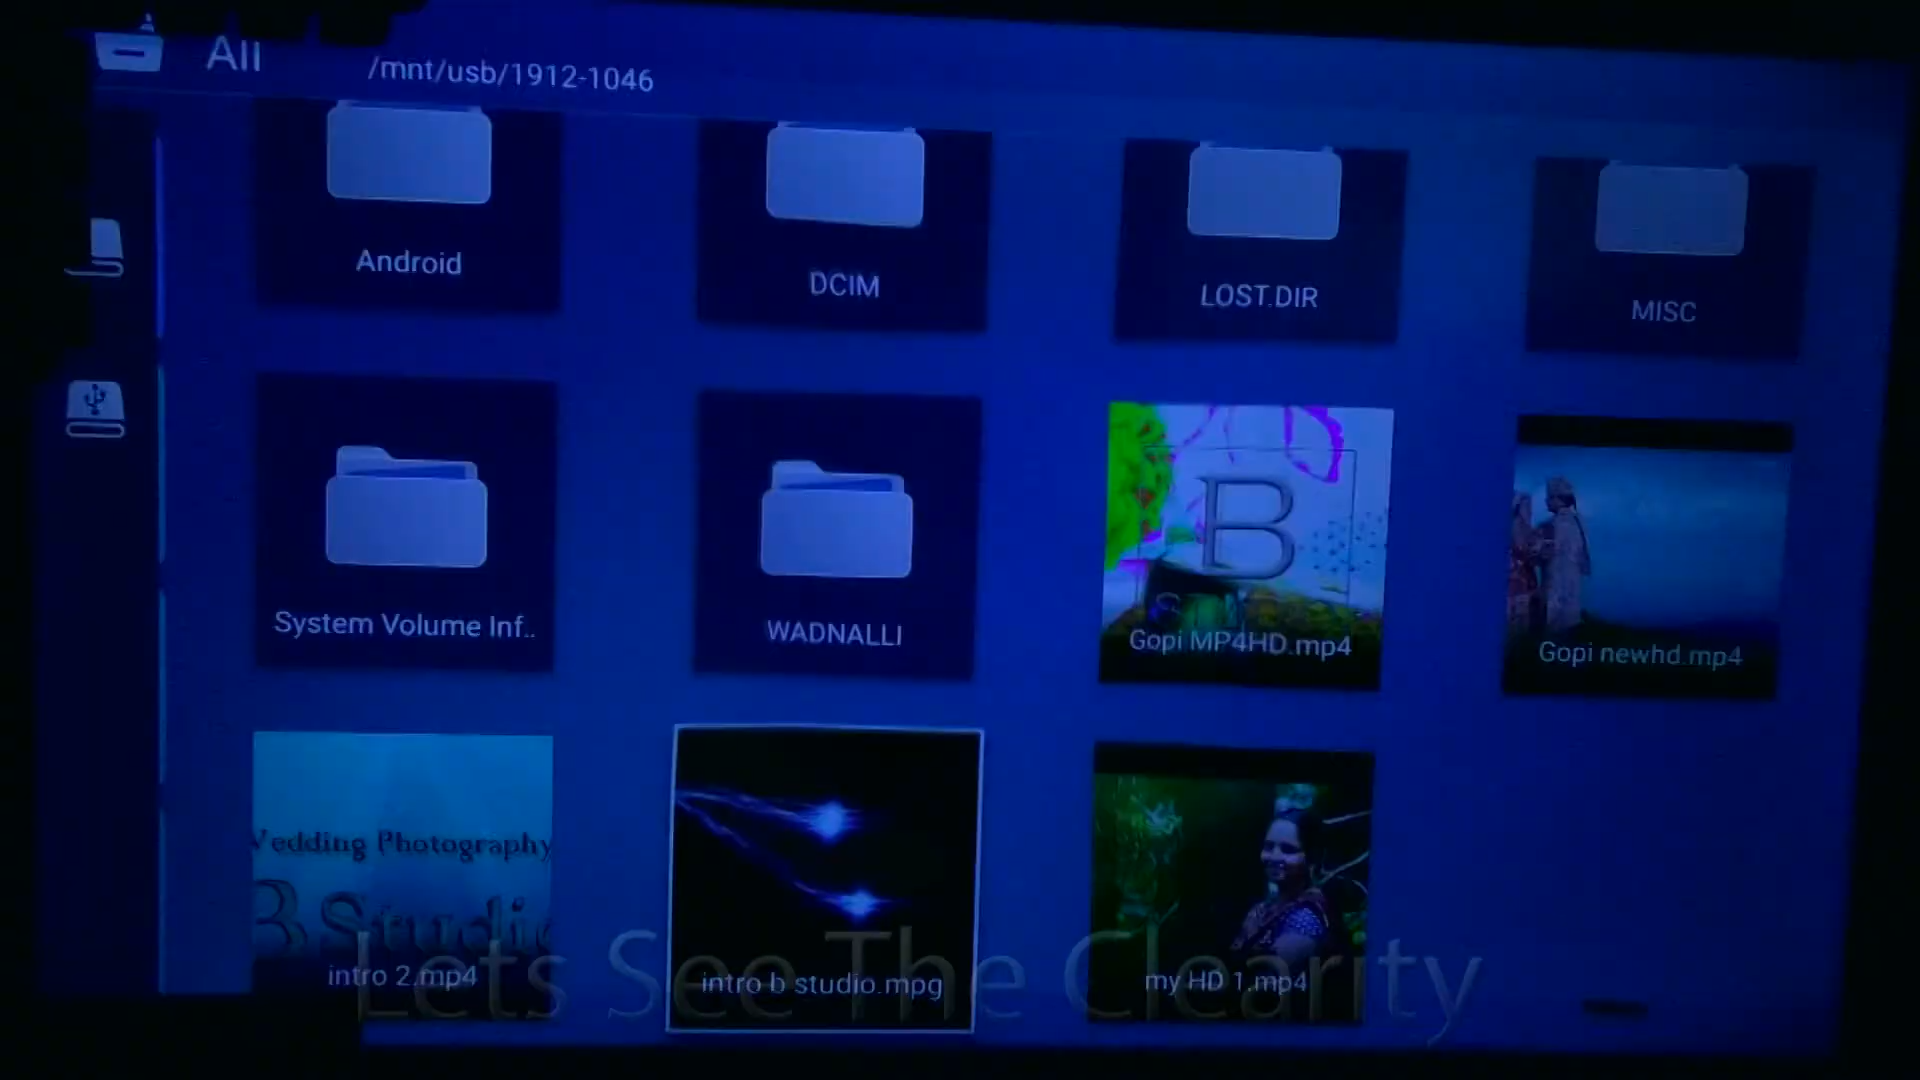 All
/mnt/usb/1912-1046
Android
DCIM
LOST.DIR
MISC
System Volume Inf..
WADNALLI
B
Gopi MP4HD.mp4
Gopi newhd.mp4
Wedding Photography
B Studio
intro 2.mp4
intro b studio.mpg
my HD 1.mp4
Lets See The Clearity